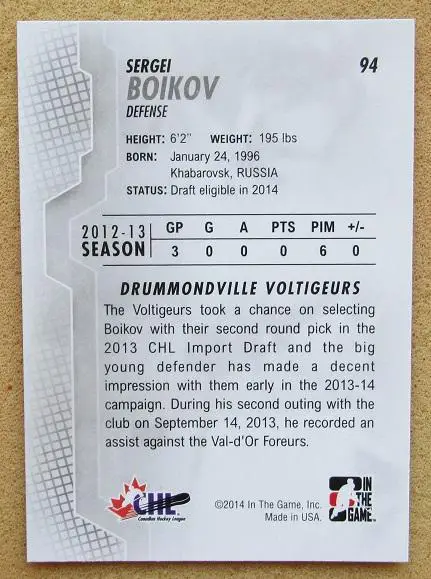 SERGEI 94
BOIKOV
DEFENSE
HEIGHT: 6'2" WEIGHT: 195 lbs
BORN: January 24, 1996
Khabarovsk, RUSSIA
STATUS: Draft eligible in 2014
2012-13 SEASON GP G A PTS PIM +/-
3 0 0 0 6 0
DRUMMONDVILLE VOLTIGEURS
The Voltigeurs took a chance on selecting
Boikov with their second round pick in the
2013 CHL Import Draft and the big
young defender has made a decent
impression with them early in the 2013-14
campaign. During his second outing with the
club on September 14, 2013, he recorded an
assist against the Val-d'Or Foreurs.
CHL
Canadian Hockey League
©2014 In The Game, Inc.
Made in USA.
IN
THE
GAME